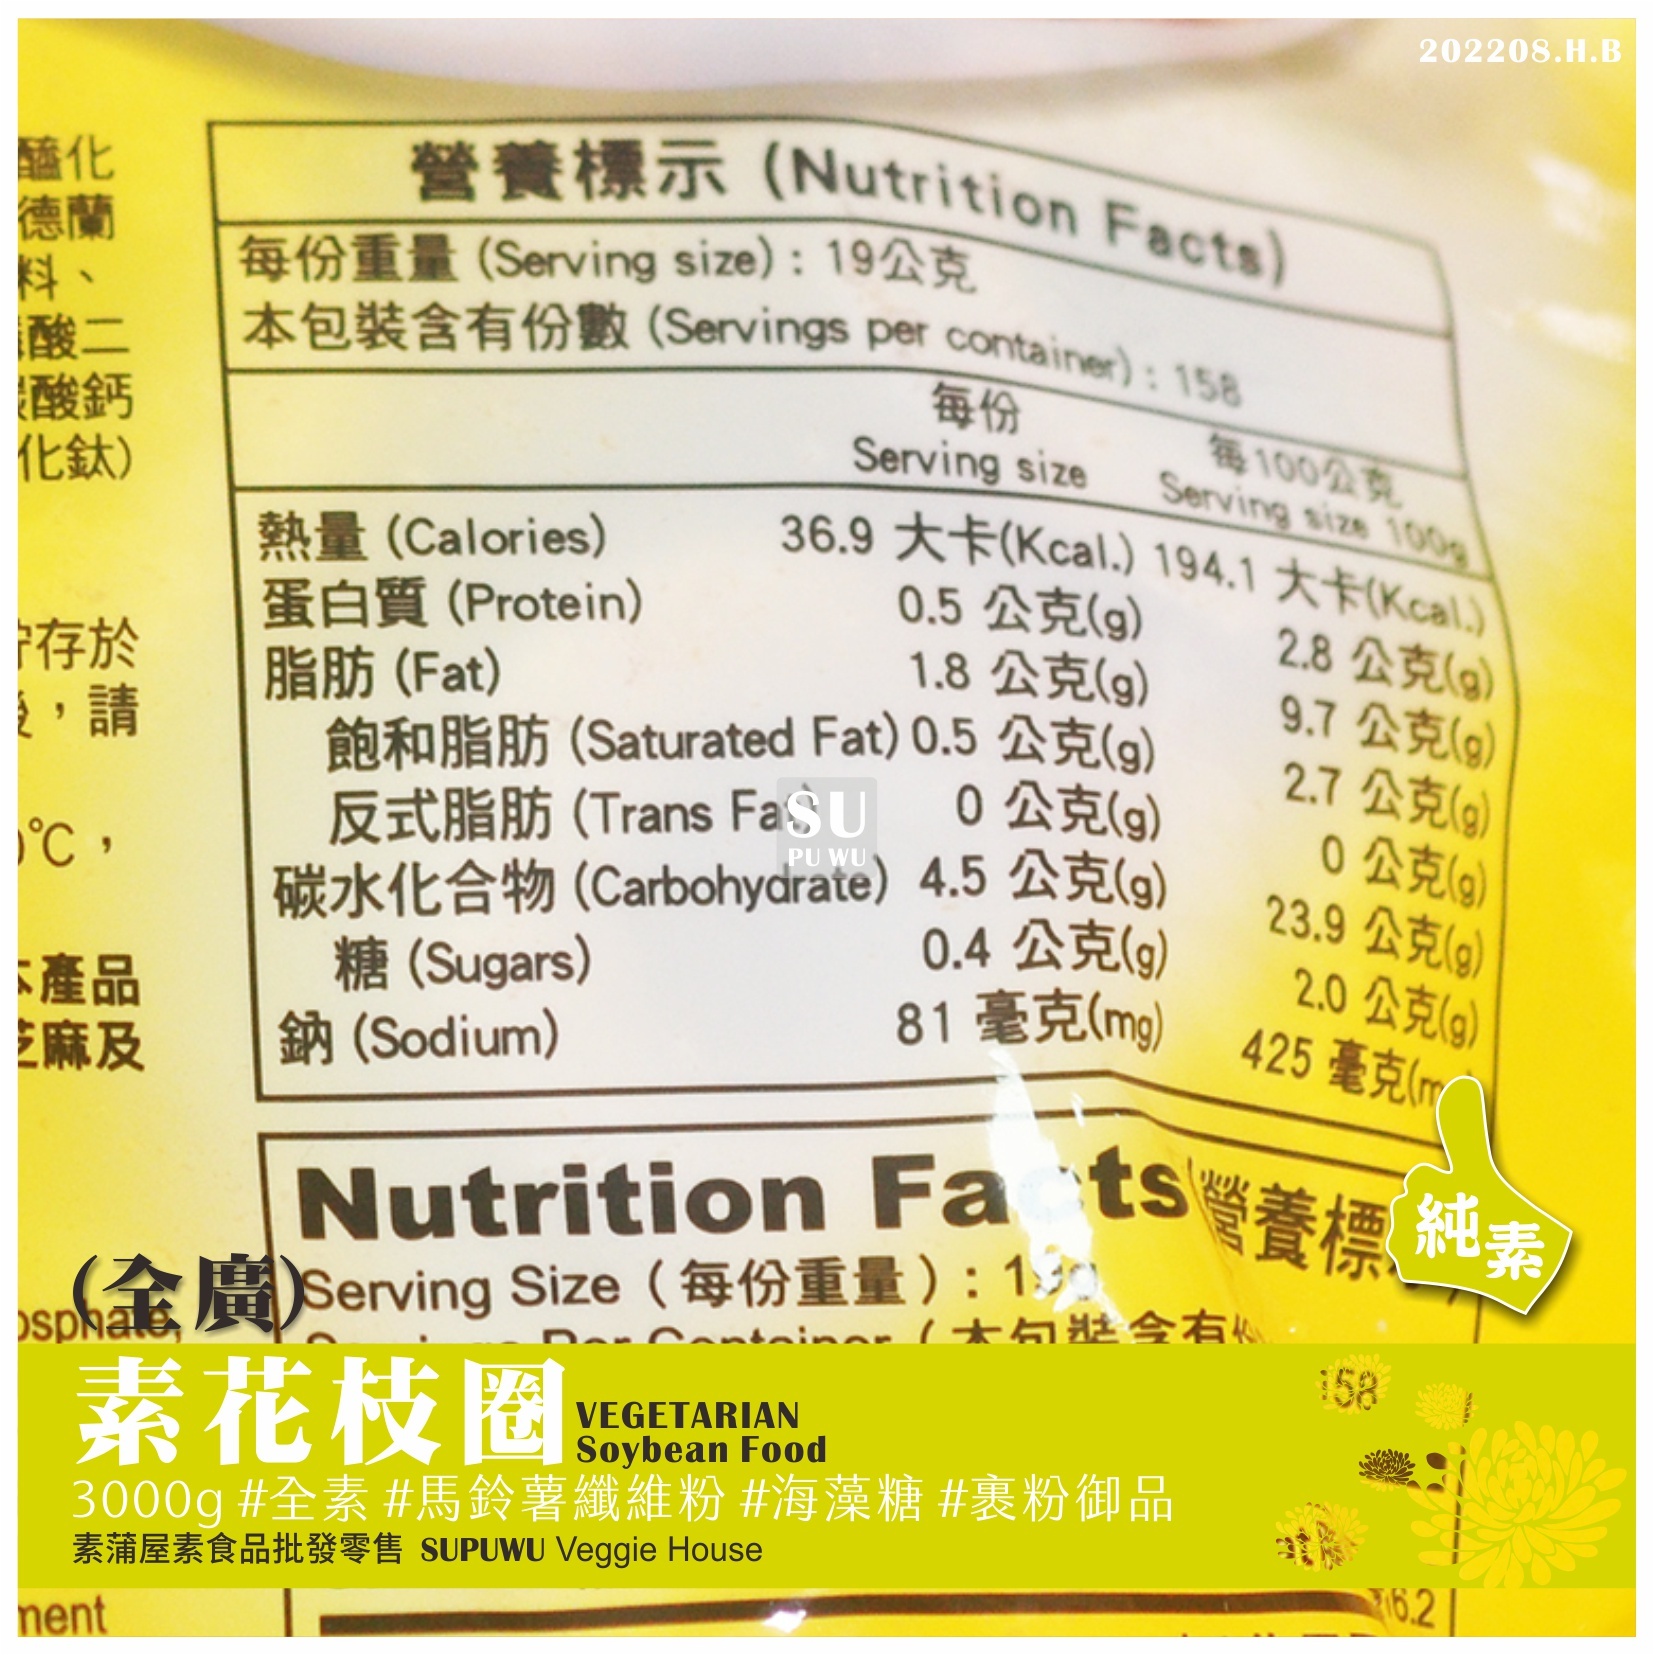 202208.H.B
醯化
德蘭
料、
酸二
酸鈣
化鈦)
存於
，請
℃，
產品
麻及
營養標示 (Nutrition Facts)
每份重量 (Serving size) : 19公克
本包裝含有份數 (Servings per container) : 158
每份 每100公克
Serving size Serving size 100g
熱量 (Calories) 36.9 大卡(Kcal.) 194.1 大卡(Kcal.)
蛋白質 (Protein) 0.5 公克(g) 2.8 公克(g)
脂肪 (Fat) 1.8 公克(g) 9.7 公克(g)
飽和脂肪 (Saturated Fat) 0.5 公克(g) 2.7 公克(g)
反式脂肪 (Trans Fat) 0 公克(g) 0 公克(g)
碳水化合物 (Carbohydrate) 4.5 公克(g) 23.9 公克(g)
糖 (Sugars) 0.4 公克(g) 2.0 公克(g)
鈉 (Sodium) 81 毫克(mg) 425 毫克(m
SU
PU WU
Nutrition Facts 營養標
純素
Serving Size ( 每份重量 ) :
(全廣)
素花枝圈
VEGETARIAN
Soybean Food
158
3000g #全素 #馬鈴薯纖維粉 #海藻糖 #裹粉御品
素蒲屋素食品批發零售 SUPUWU Veggie House
ment
6.2